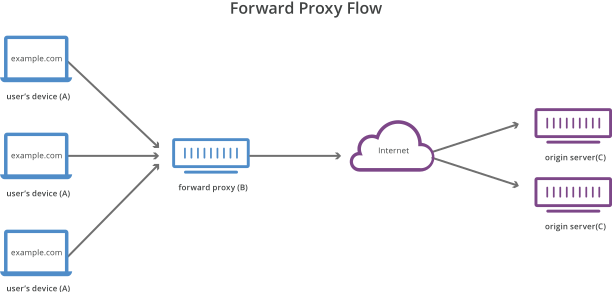 Forward Proxy Flow
example.com
user's device (A)
example.com
user's device (A)
example.com
user's device (A)
forward proxy (B)
Internet
origin server(C)
origin server(C)